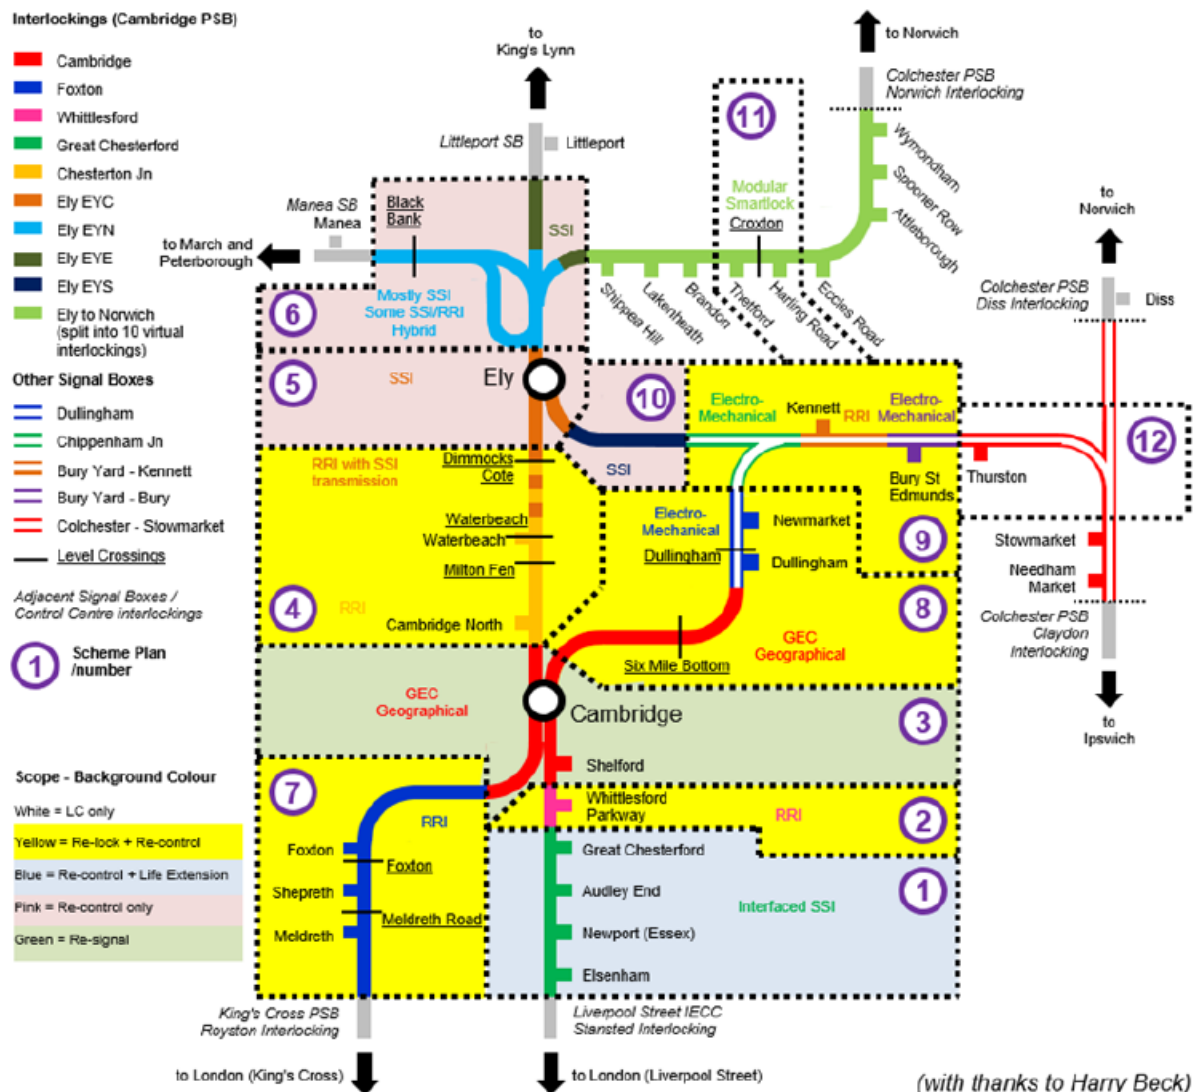 Interlockings (Cambridge PSB)
Cambridge
Foxton
Whittlesford
Great Chesterford
Chesterton Jn
Ely EYC
Ely EYN
Ely EYE
Ely EYS
Ely to Norwich
(split into 10 virtual
interlockings)
Other Signal Boxes
Dullingham
Chippenham Jn
Bury Yard - Kennett
Bury Yard - Bury
Colchester - Stowmarket
Level Crossings
Adjacent Signal Boxes /
Control Centre interlockings
1
Scheme Plan
/number
Scope - Background Colour
White = LC only
Yellow = Re-lock + Re-control
Blue = Re-control + Life Extension
Pink = Re-control only
Green = Re-signal
to
King's Lynn
Littleport SB
Littleport
to Norwich
Colchester PSB
Norwich Interlocking
Wymondham
Spooner Row
Attleborough
11
Modular
Smartlock
Croxton
Manea SB
Manea
to March and
Peterborough
Black
Bank
SSI
Shippea Hill
Lakenheath
Brandon
Thetford
Harling Road
Eccles Road
6
Mostly SSI
Some SSI/RRI
Hybrid
5
SSI
Ely
10
SSI
Electro-
Mechanical
Kennett
RRI
Electro-
Mechanical
Bury St
Edmunds
Thurston
to
Norwich
Colchester PSB
Diss Interlocking
Diss
12
Stowmarket
Needham
Market
Colchester PSB
Claydon
Interlocking
to
Ipswich
RRI with SSI
transmission
Dimmocks
Cote
Waterbeach
Waterbeach
Milton Fen
4
RRI
Cambridge North
Electro-
Mechanical
Newmarket
Dullingham
Dullingham
9
8
GEC
Geographical
Six Mile Bottom
GEC
Geographical
Cambridge
3
Shelford
7
RRI
Whittlesford
Parkway
RRI
2
Foxton
Foxton
Shepreth
Meldreth Road
Meldreth
Great Chesterford
Audley End
Newport (Essex)
Elsenham
Interfaced SSI
1
King's Cross PSB
Royston Interlocking
Liverpool Street IECC
Stansted Interlocking
to London (King's Cross)
to London (Liverpool Street)
(with thanks to Harry Beck)